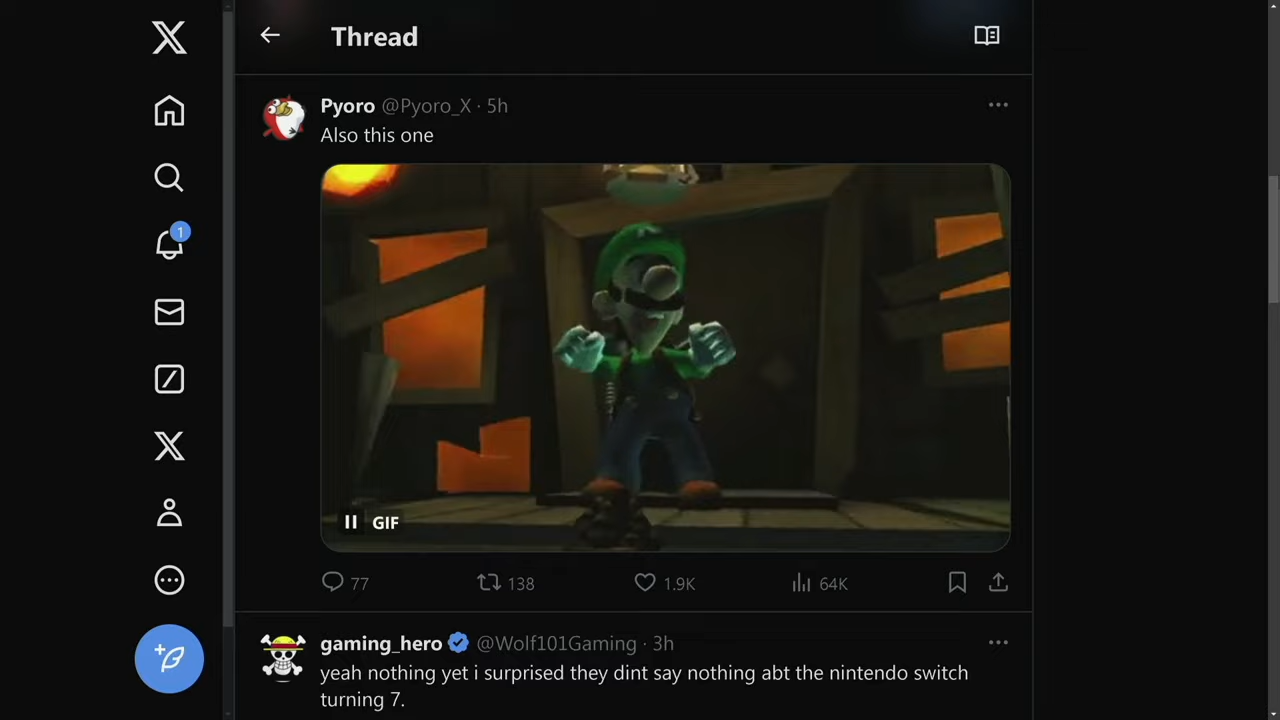 Thread
Pyoro @Pyoro_X · 5h
Also this one
1
GIF
77 138 1.9K 64K
gaming_hero @Wolf101Gaming · 3h
yeah nothing yet i surprised they dint say nothing abt the nintendo switch
turning 7.